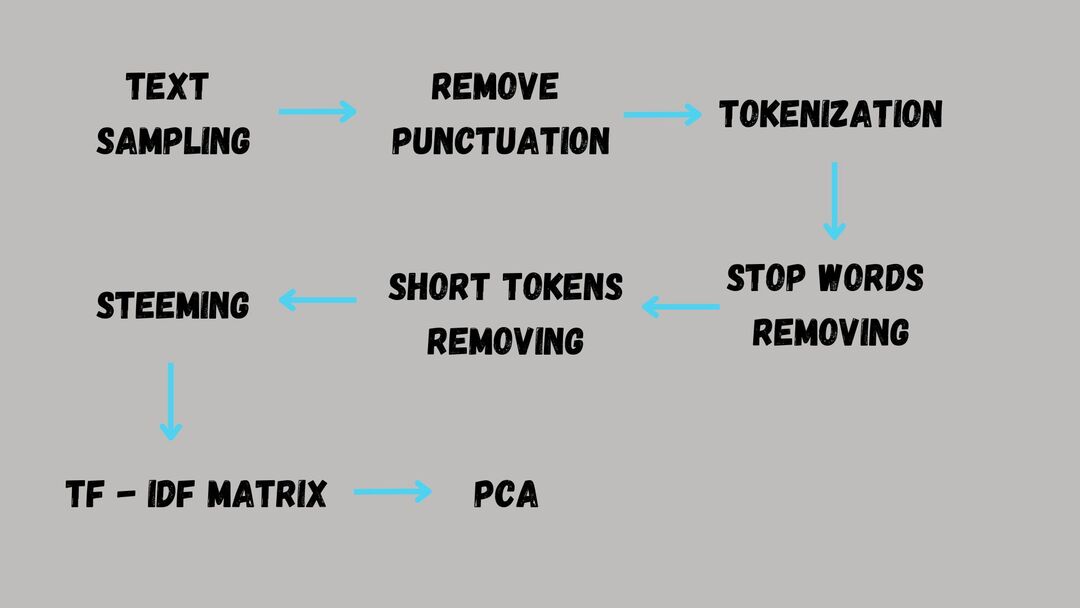 TEXT
SAMPLING
REMOVE
PUNCTUATION
TOKENIZATION
STOP WORDS
REMOVING
SHORT TOKENS
REMOVING
STEEMING
TF - IDF MATRIX
PCA